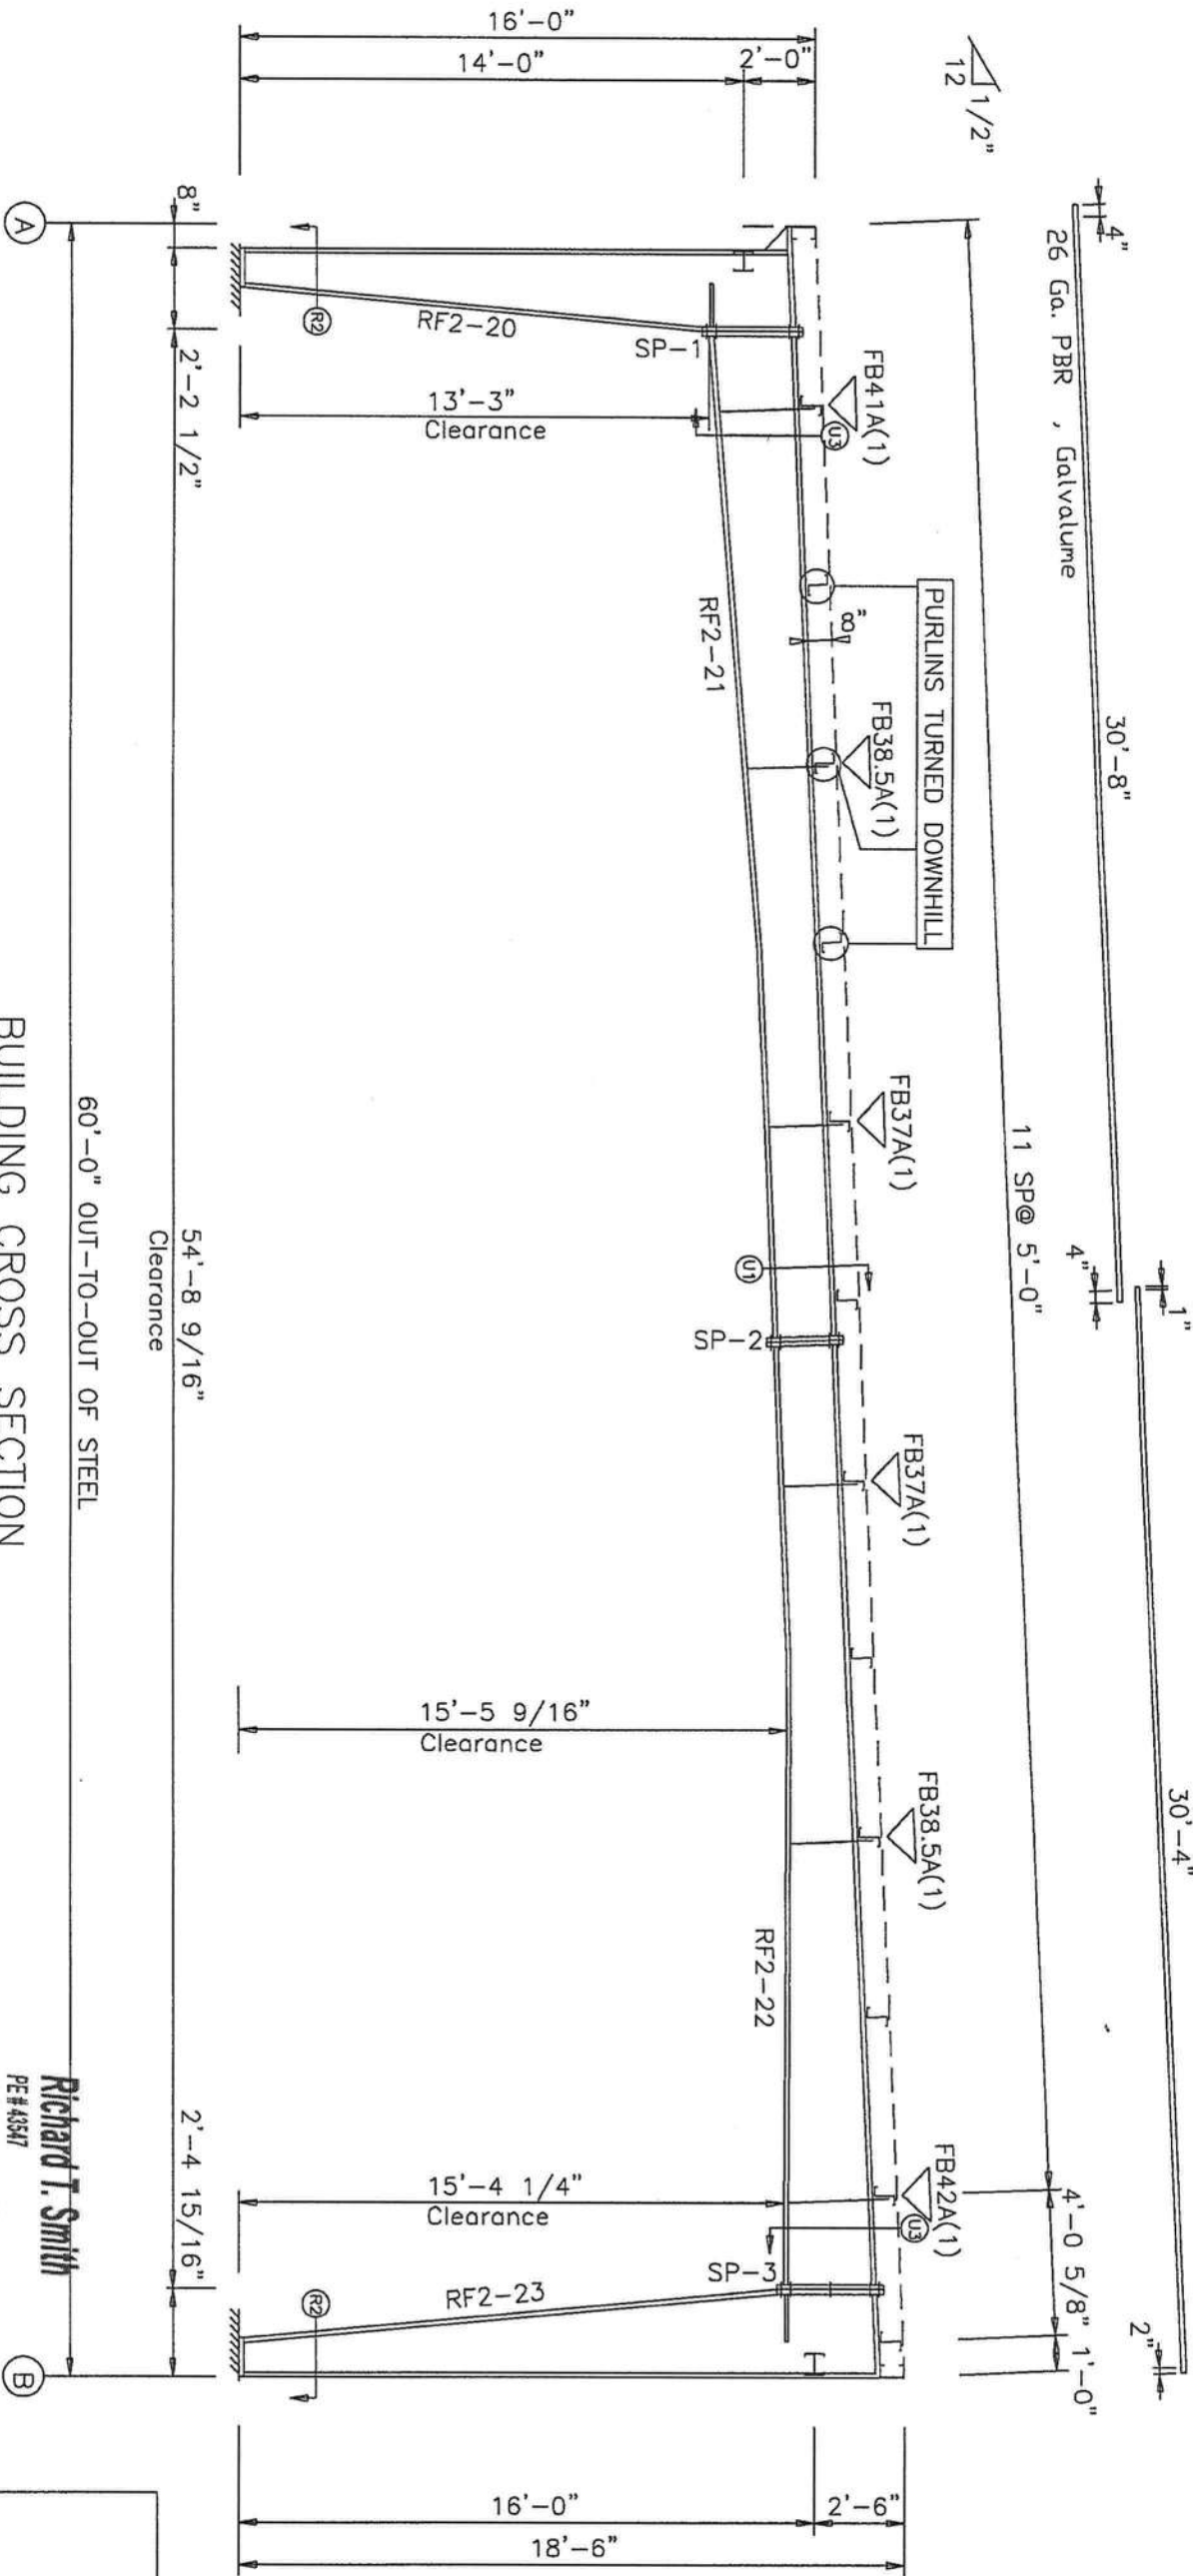 16'-0"
14'-0"
2'-0"
12
1/2"
4"
26 Ga. PBR , Galvalume
30'-8"
4"
1"
30'-4"
2"
11 SP@ 5'-0"
4'-0 5/8"
1'-0"
PURLINS TURNED DOWNHILL
FB41A(1)
U3
8"
FB38.5A(1)
FB37A(1)
U1
FB37A(1)
FB38.5A(1)
FB42A(1)
U3
SP-1
RF2-20
R2
RF2-21
SP-2
RF2-22
SP-3
RF2-23
R2
13'-3"
Clearance
15'-5 9/16"
Clearance
15'-4 1/4"
Clearance
16'-0"
2'-6"
18'-6"
8"
2'-2 1/2"
54'-8 9/16"
Clearance
2'-4 15/16"
A
60'-0" OUT-TO-OUT OF STEEL
B
BUILDING CROSS SECTION
Richard T. Smith
PE#43547